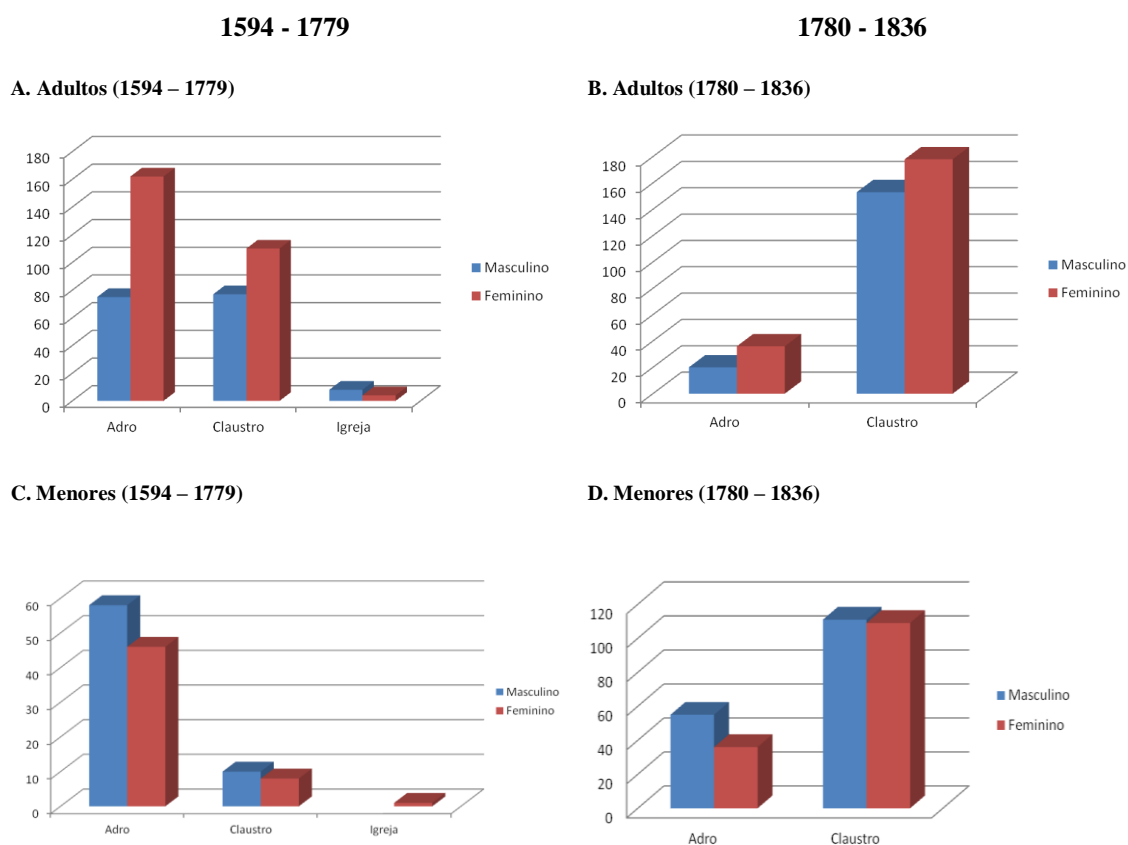 1594 - 1779
1780 - 1836
A. Adultos (1594 – 1779)
180
160
140
120
100
80
60
40
20
0
Adro
Claustro
Igreja
Masculino
Feminino
B. Adultos (1780 – 1836)
180
160
140
120
100
80
60
40
20
0
Adro
Claustro
Masculino
Feminino
C. Menores (1594 – 1779)
60
50
40
30
20
10
0
Adro
Claustro
Igreja
Masculino
Feminino
D. Menores (1780 – 1836)
120
100
80
60
40
20
0
Adro
Claustro
Masculino
Feminino